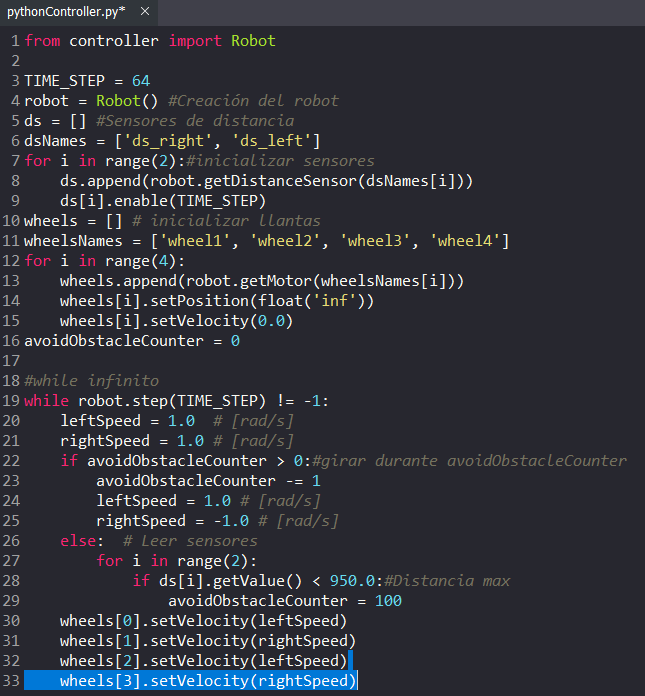 pythonController.py* ×
1 from controller import Robot
2
3 TIME_STEP = 64
4 robot = Robot() #Creación del robot
5 ds = [] #Sensores de distancia
6 dsNames = ['ds_right', 'ds_left']
7 for i in range(2):#inicializar sensores
8     ds.append(robot.getDistanceSensor(dsNames[i]))
9     ds[i].enable(TIME_STEP)
10 wheels = [] # inicializar llantas
11 wheelsNames = ['wheel1', 'wheel2', 'wheel3', 'wheel4']
12 for i in range(4):
13     wheels.append(robot.getMotor(wheelsNames[i]))
14     wheels[i].setPosition(float('inf'))
15     wheels[i].setVelocity(0.0)
16 avoidObstacleCounter = 0
17
18 #while infinito
19 while robot.step(TIME_STEP) != -1:
20     leftSpeed = 1.0  # [rad/s]
21     rightSpeed = 1.0 # [rad/s]
22     if avoidObstacleCounter > 0:#girar durante avoidObstacleCounter
23         avoidObstacleCounter -= 1
24         leftSpeed = 1.0 # [rad/s]
25         rightSpeed = -1.0 # [rad/s]
26     else:  # Leer sensores
27         for i in range(2):
28             if ds[i].getValue() < 950.0:#Distancia max
29                 avoidObstacleCounter = 100
30     wheels[0].setVelocity(leftSpeed)
31     wheels[1].setVelocity(rightSpeed)
32     wheels[2].setVelocity(leftSpeed)
33     wheels[3].setVelocity(rightSpeed)